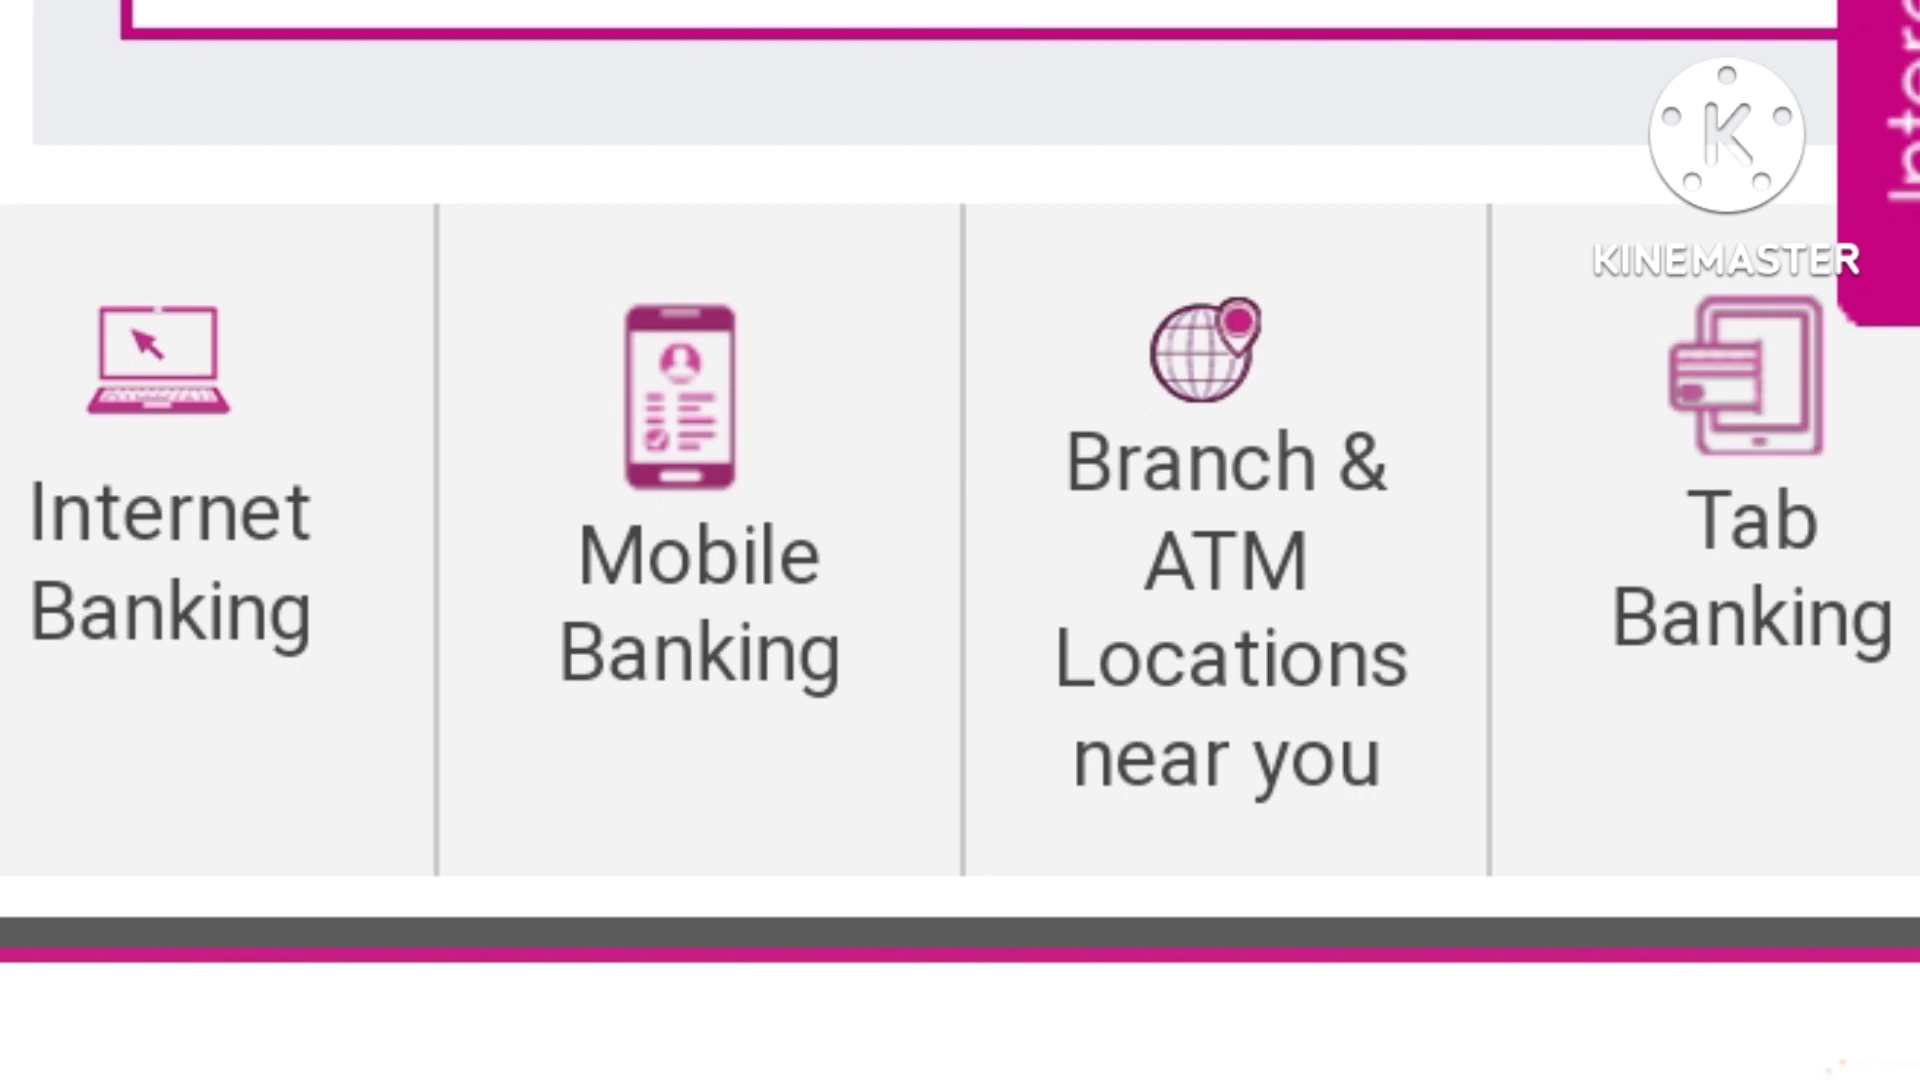 KINEMASTER
Internet
Banking
Mobile
Banking
Branch &
ATM
Locations
near you
Tab
Banking